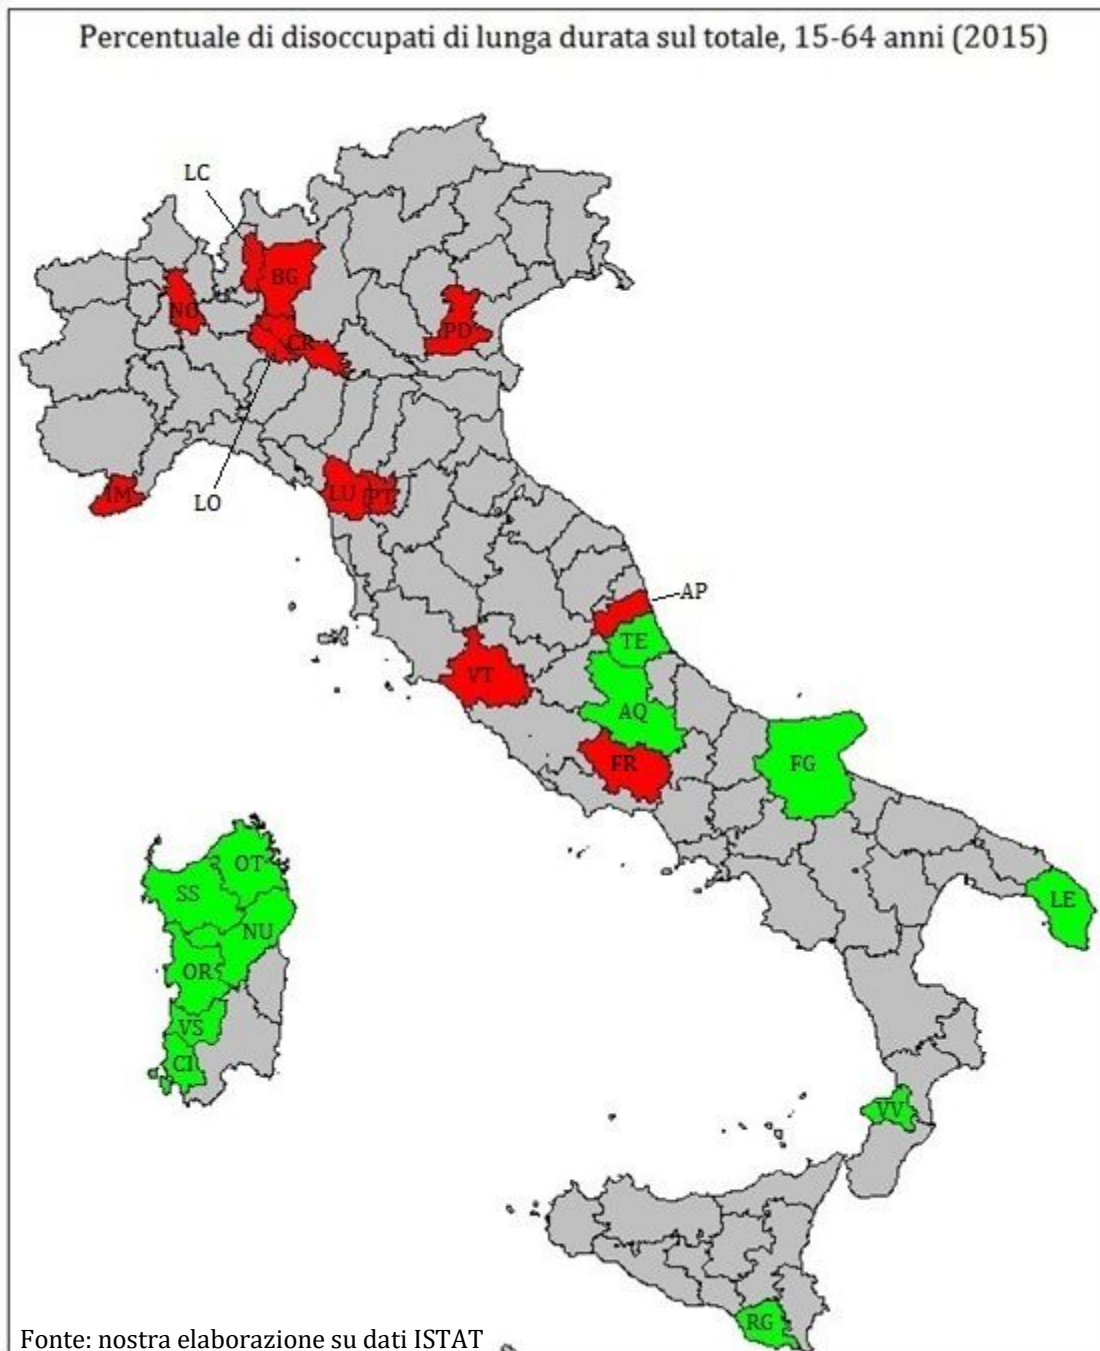 Percentuale di disoccupati di lunga durata sul totale, 15-64 anni (2015)
LC
BG
NO
PD
CR
LO
IM
LU
PT
AP
TE
VT
AQ
FR
FG
OT
SS
LE
NU
OR
VS
CI
VV
RG
Fonte: nostra elaborazione su dati ISTAT